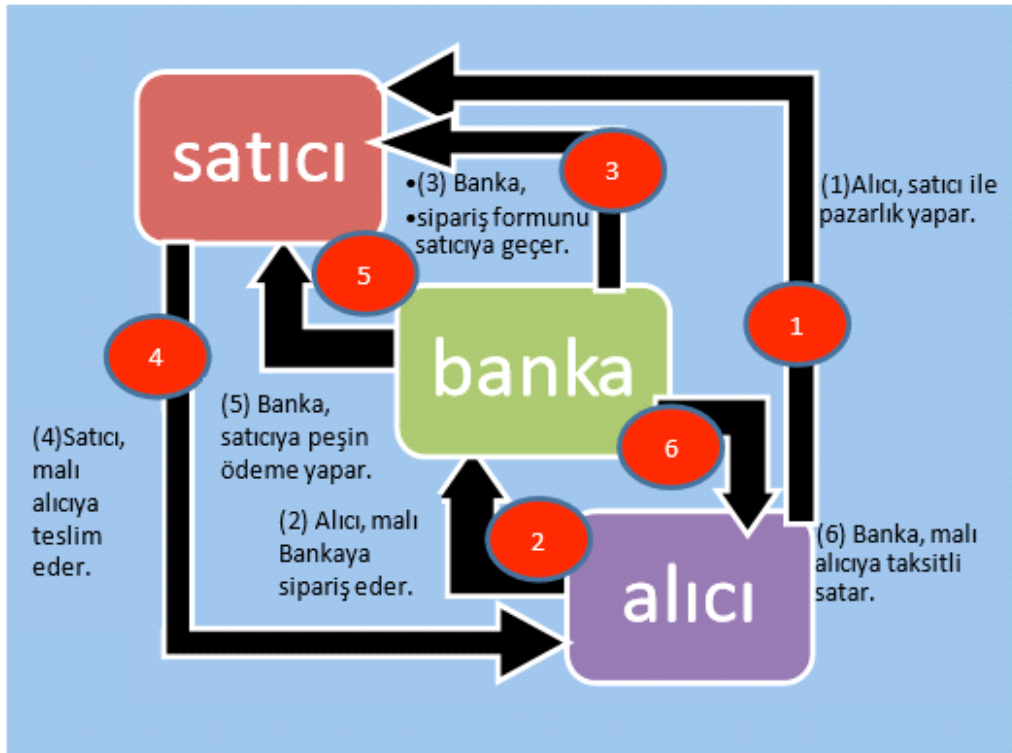 satıcı
3
•(3) Banka,
•sipariş formunu
satıcıya geçer.
(1)Alıcı, satıcı ile
pazarlık yapar.
5
1
4
banka
(5) Banka,
satıcıya peşin
ödeme yapar.
(4)Satıcı,
malı
alıcıya
teslim
eder.
6
(2) Alıcı, malı
Bankaya
sipariş eder.
2
alıcı
(6) Banka, malı
alıcıya taksitli
satar.